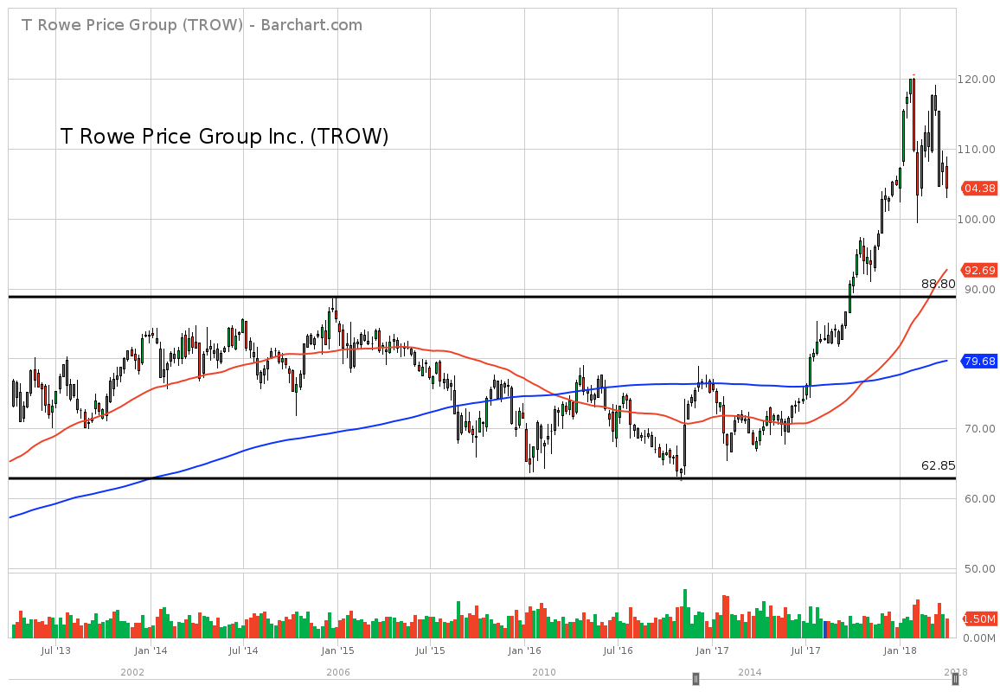 T Rowe Price Group (TROW) - Barchart.com
120.00
T Rowe Price Group Inc. (TROW)
110.00
04.38
100.00
92.69
88.80
90.00
79.68
70.00
62.85
60.00
50.00
1.50M
0.00M
Jul '13 Jan '14 Jul '14 Jan '15 Jul '15 Jan '16 Jul '16 Jan '17 Jul '17 Jan '18
2002 2006 2010 2014 2018